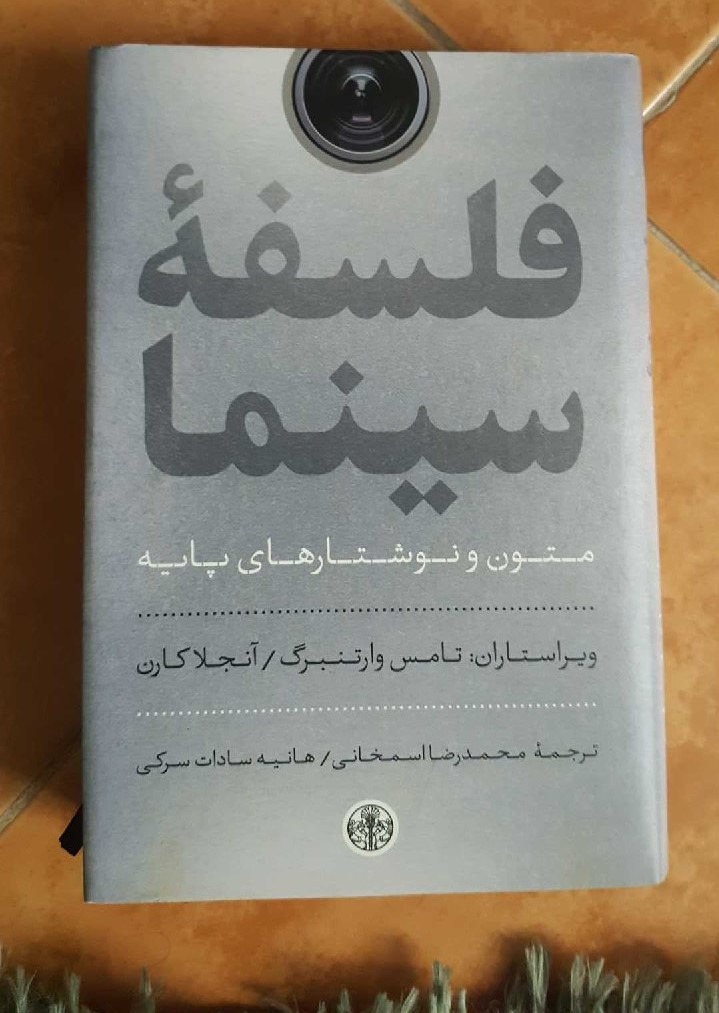 فلسفهٔ
سینما
متون و نوشتارهای پایه
ویراستاران: تامس وارتنبرگ / آنجلا کارن
ترجمهٔ محمدرضا اسمخانی / هانیه سادات سرکی